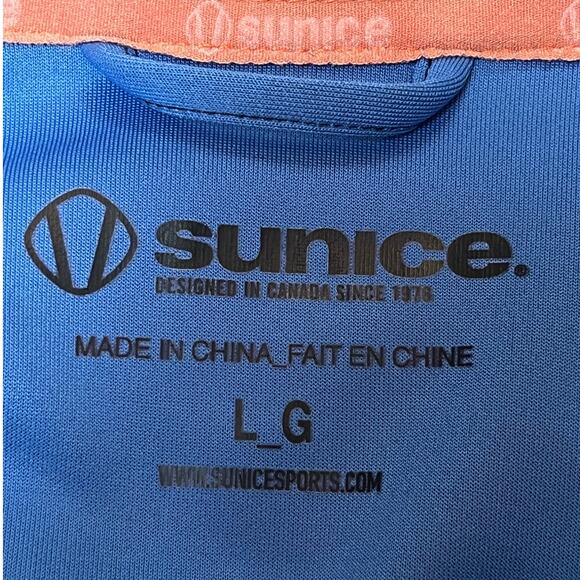 sunice
sunice.
DESIGNED IN CANADA SINCE 1976
MADE IN CHINA_FAIT EN CHINE
L_G
WWW.SUNICESPORTS.COM